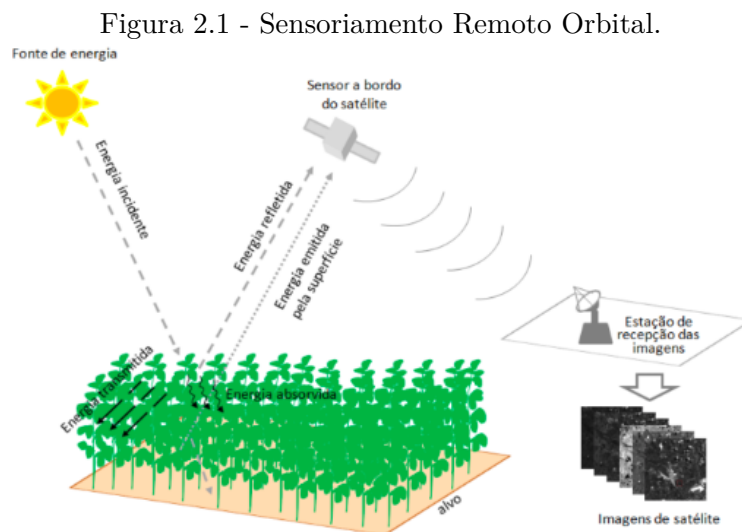 Figura 2.1 - Sensoriamento Remoto Orbital.
Fonte de energia
Sensor a bordo
do satélite
Energia incidente
Energia refletida
Energia emitida
pela superfície
Estação de
recepção das
imagens
Energia transmitida
Energia absorvida
alvo
Imagens de satélite